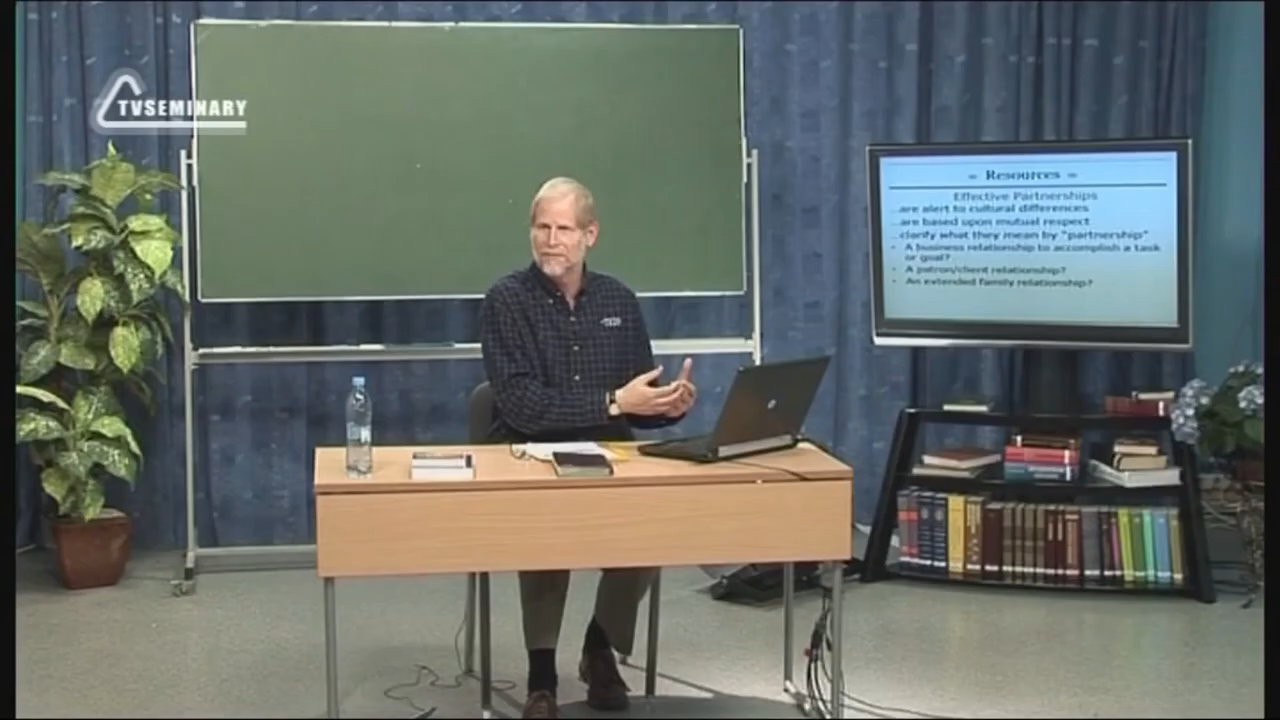 TVSEMINARY
Resources
Effective Partnerships
...are alert to cultural differences
...are based upon mutual respect
...clarify what they mean by "partnership"
• A business relationship to accomplish a task
or goal?
• A patron/client relationship?
• An extended family relationship?